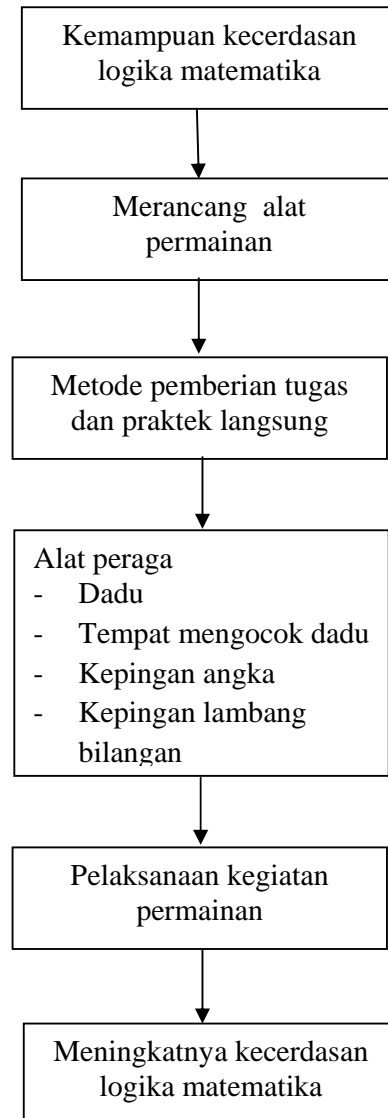 Kemampuan kecerdasan
logika matematika
Merancang alat
permainan
Metode pemberian tugas
dan praktek langsung
Alat peraga
- Dadu
- Tempat mengocok dadu
- Kepingan angka
- Kepingan lambang
bilangan
Pelaksanaan kegiatan
permainan
Meningkatnya kecerdasan
logika matematika